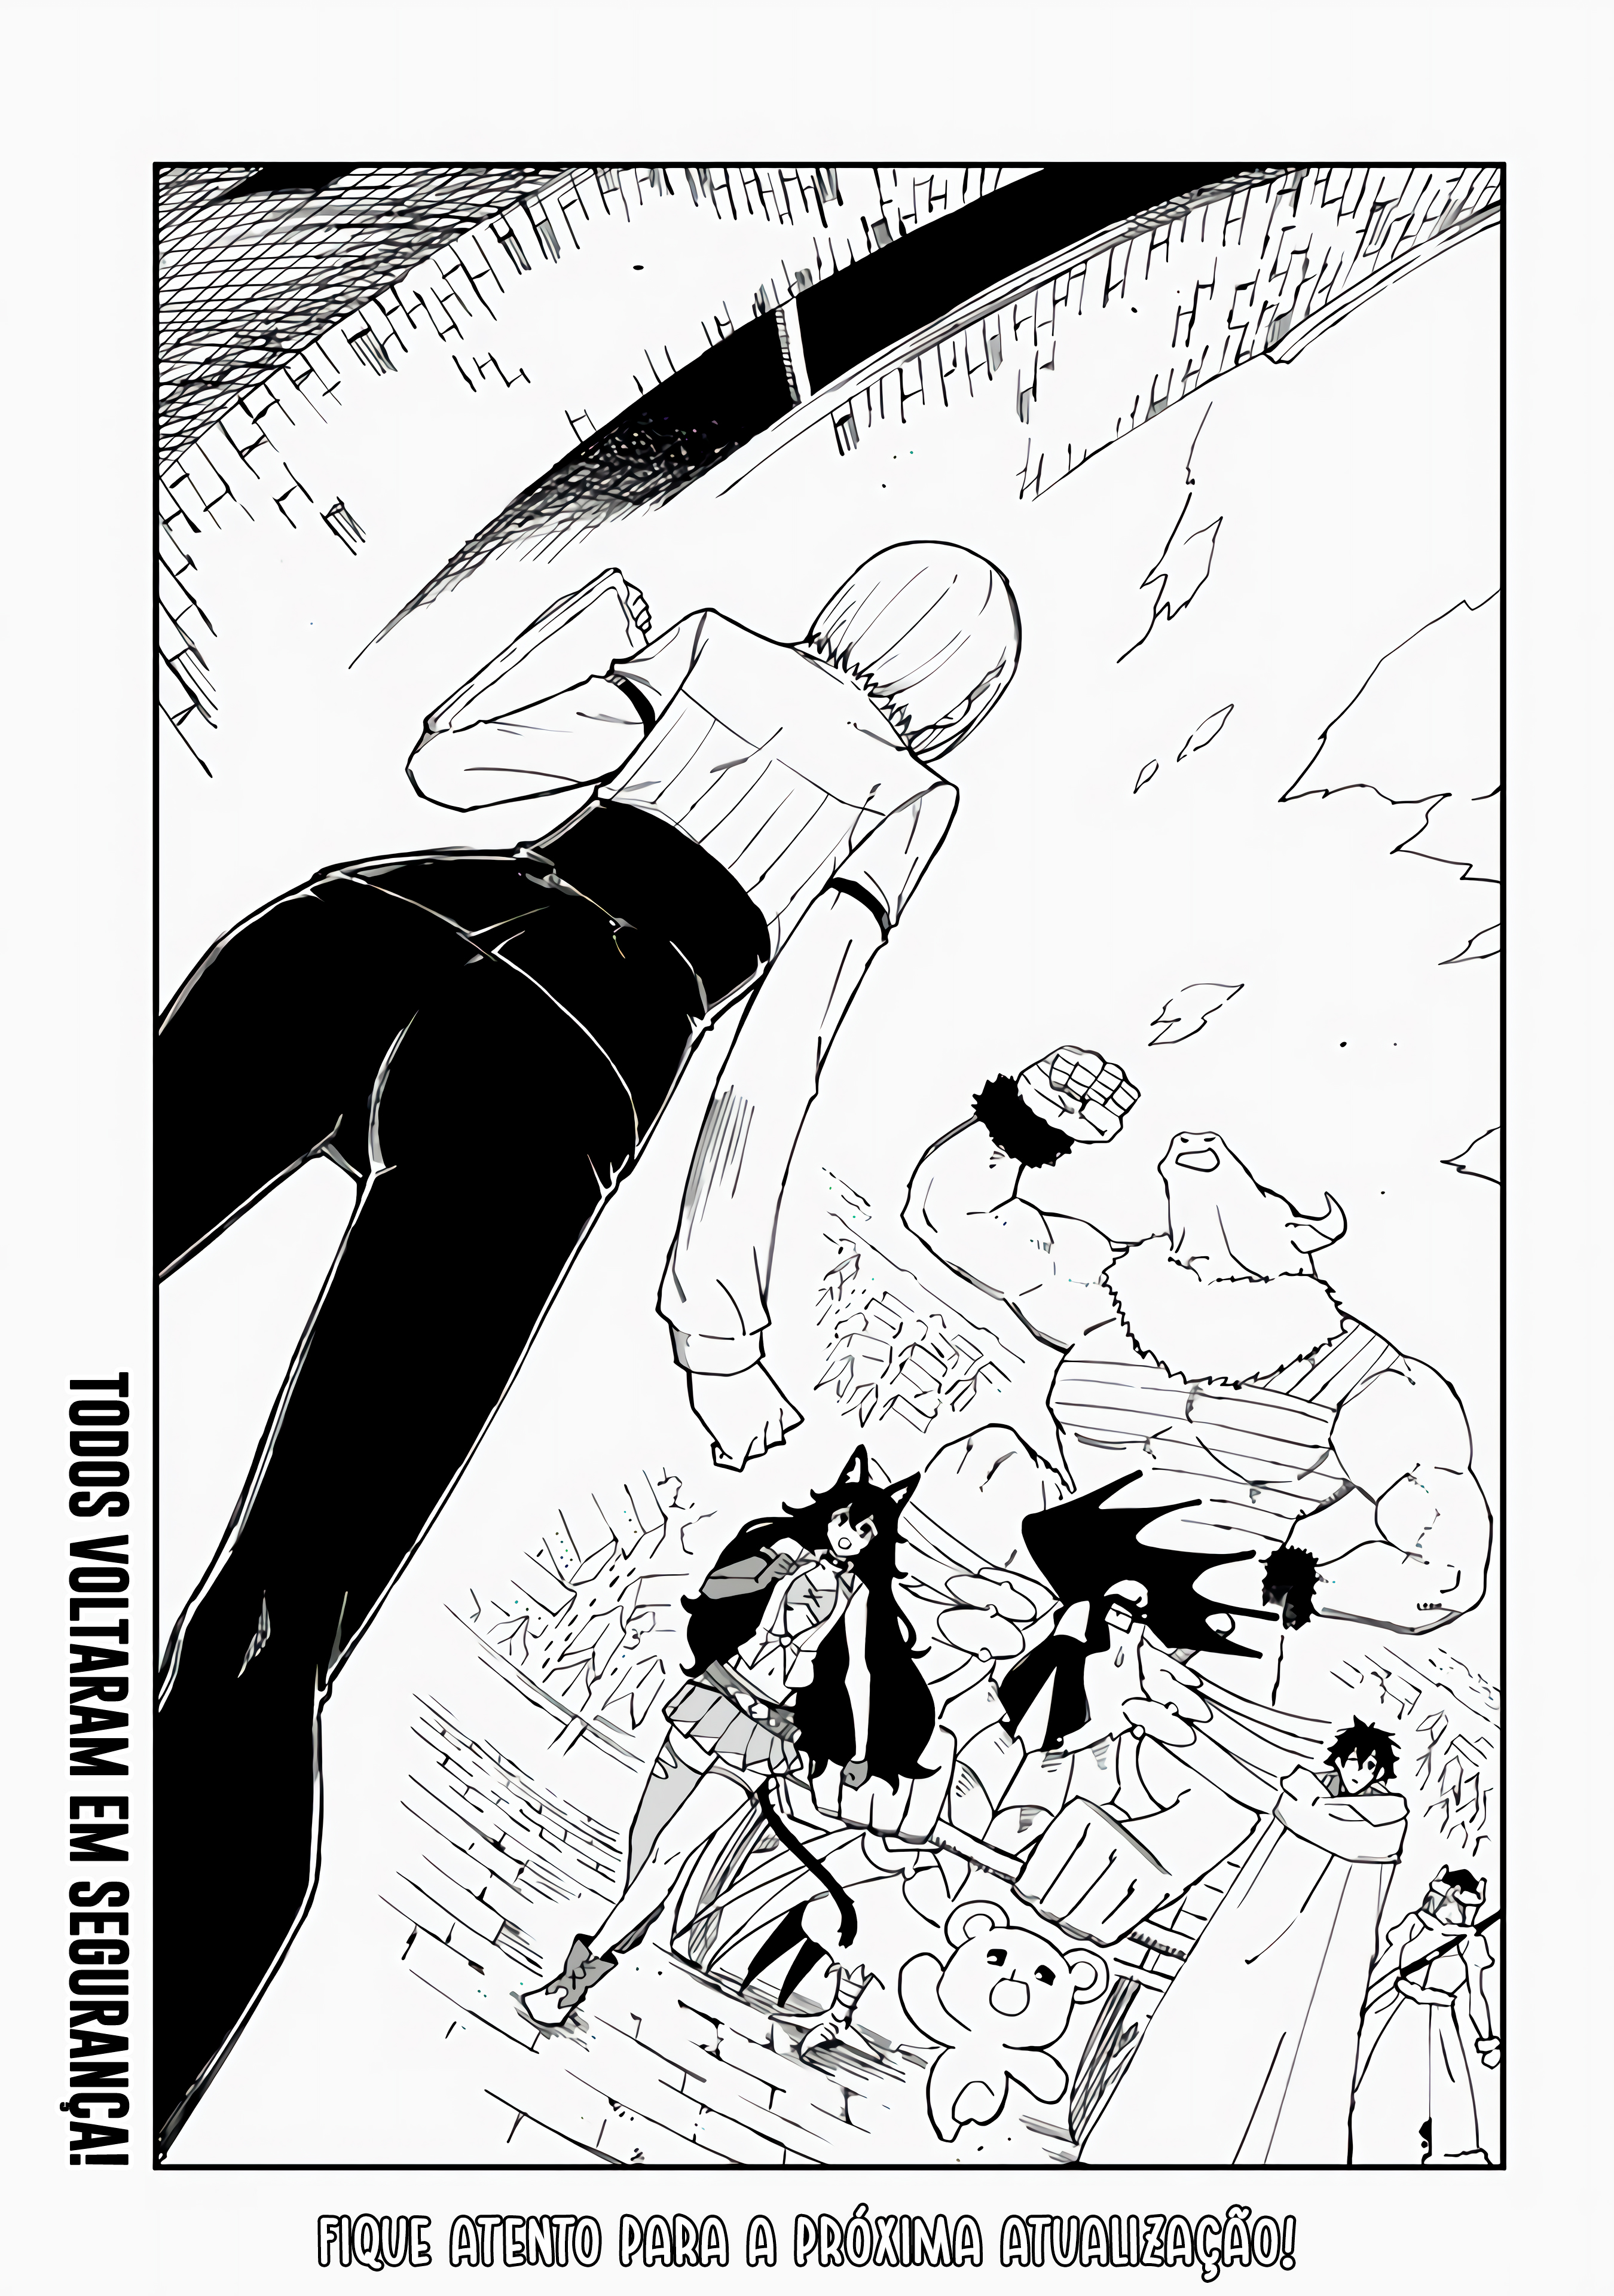 TODOS VOLTARAM EM SEGURANÇA!
FIQUE ATENTO PARA A PRÓXIMA ATUALIZAÇÃO!